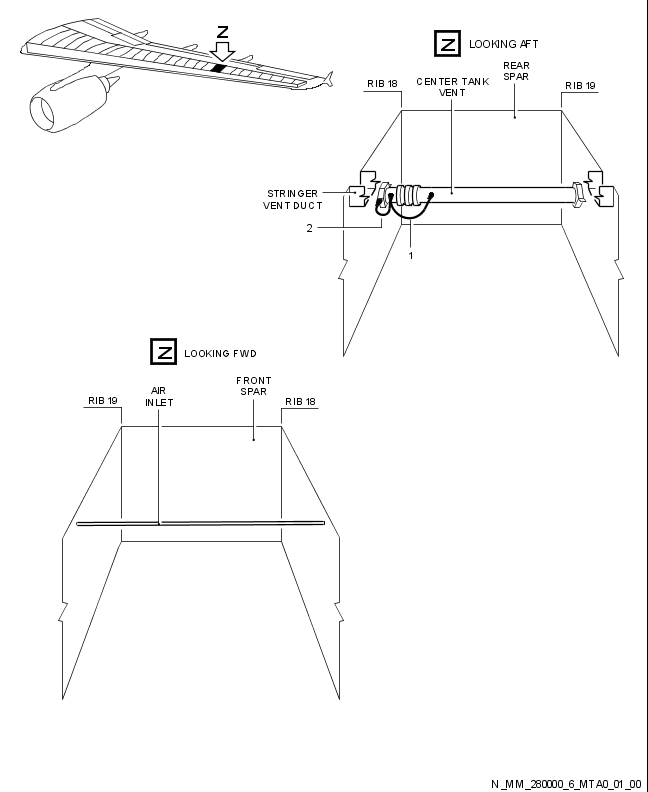 Z
Z LOOKING AFT
REAR
SPAR
RIB 18
CENTER TANK
VENT
RIB 19
STRINGER
VENT DUCT
2
1
Z LOOKING FWD
FRONT
SPAR
AIR
INLET
RIB 19
RIB 18
N_MM_280000_6_MTA0_01_00